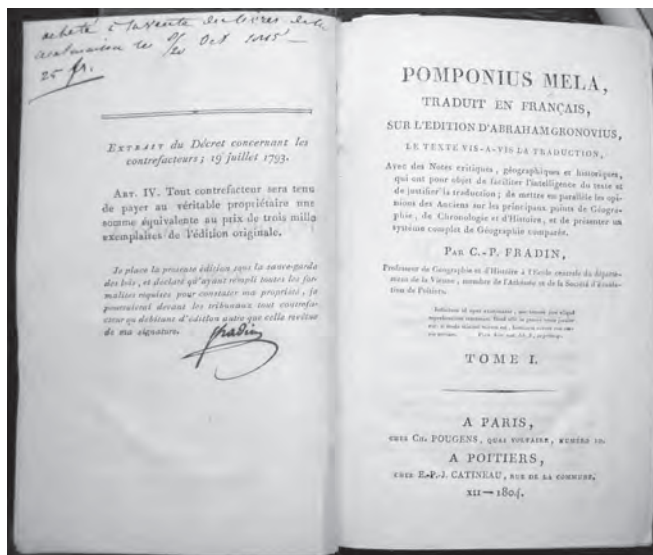 acheté à la vente des livres de la
25 fr.
EXTRAIT du Décret concernant les
contrefacteurs; 19 juillet 1793.
ART. IV. Tout contrefacteur sera tenu
de payer au véritable propriétaire une
somme équivalente au prix de trois mille
exemplaires de l'édition originale.
Je place la présente édition sous la sauve-garde
des lois, et déclare qu'ayant rempli toutes les for-
malités requises pour constater ma propriété, je
poursuivrai devant les tribunaux tout contrefac-
teur ou débitant d'édition autre que celle revêtue
de ma signature.
Fradin
POMPONIUS MELA,
TRADUIT EN FRANÇAIS,
SUR L'EDITION D'ABRAHAM GRONOVIUS,
LE TEXTE VIS-A-VIS LA TRADUCTION,
Avec des Notes critiques, géographiques et historiques,
qui ont pour objet de faciliter l'intelligence du texte et
de justifier la traduction; de mettre en parallèle les opi-
nions des Anciens sur les principaux points de Géogra-
phie, de Chronologie et d'Histoire, et de présenter un
système complet de Géographie comparée.
PAR C.-P. FRADIN,
Professeur de Géographie et d'Histoire à l'Ecole centrale du départe-
ment de la Vienne, membre de l'Athénée et de la Société d'émula-
tion de Poitiers.
TOME I.
A PARIS,
CHEZ CH. POUGENS, QUAI VOLTAIRE, NUMÉRO 10.
A POITIERS,
CHEZ E.-P.-J. CATINEAU, RUE DE LA COMMUNE.
XII — 1804.